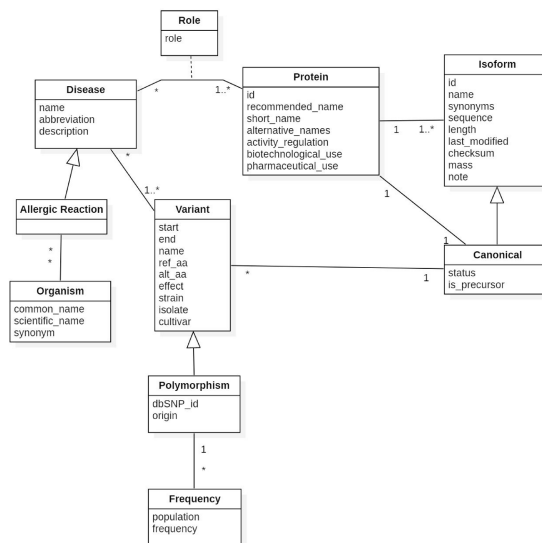 Role
role
Disease
name
abbreviation
description
*
1..*
Protein
id
recommended_name
short_name
alternative_names
activity_regulation
biotechnological_use
pharmaceutical_use
1
1..*
Isoform
id
name
synonyms
sequence
length
last_modified
checksum
mass
note
*
1..*
1
1
Allergic Reaction
*
*
Organism
common_name
scientific_name
synonym
Variant
start
end
name
ref_aa
alt_aa
effect
strain
isolate
cultivar
*
1
Canonical
status
is_precursor
Polymorphism
dbSNP_id
origin
1
*
Frequency
population
frequency